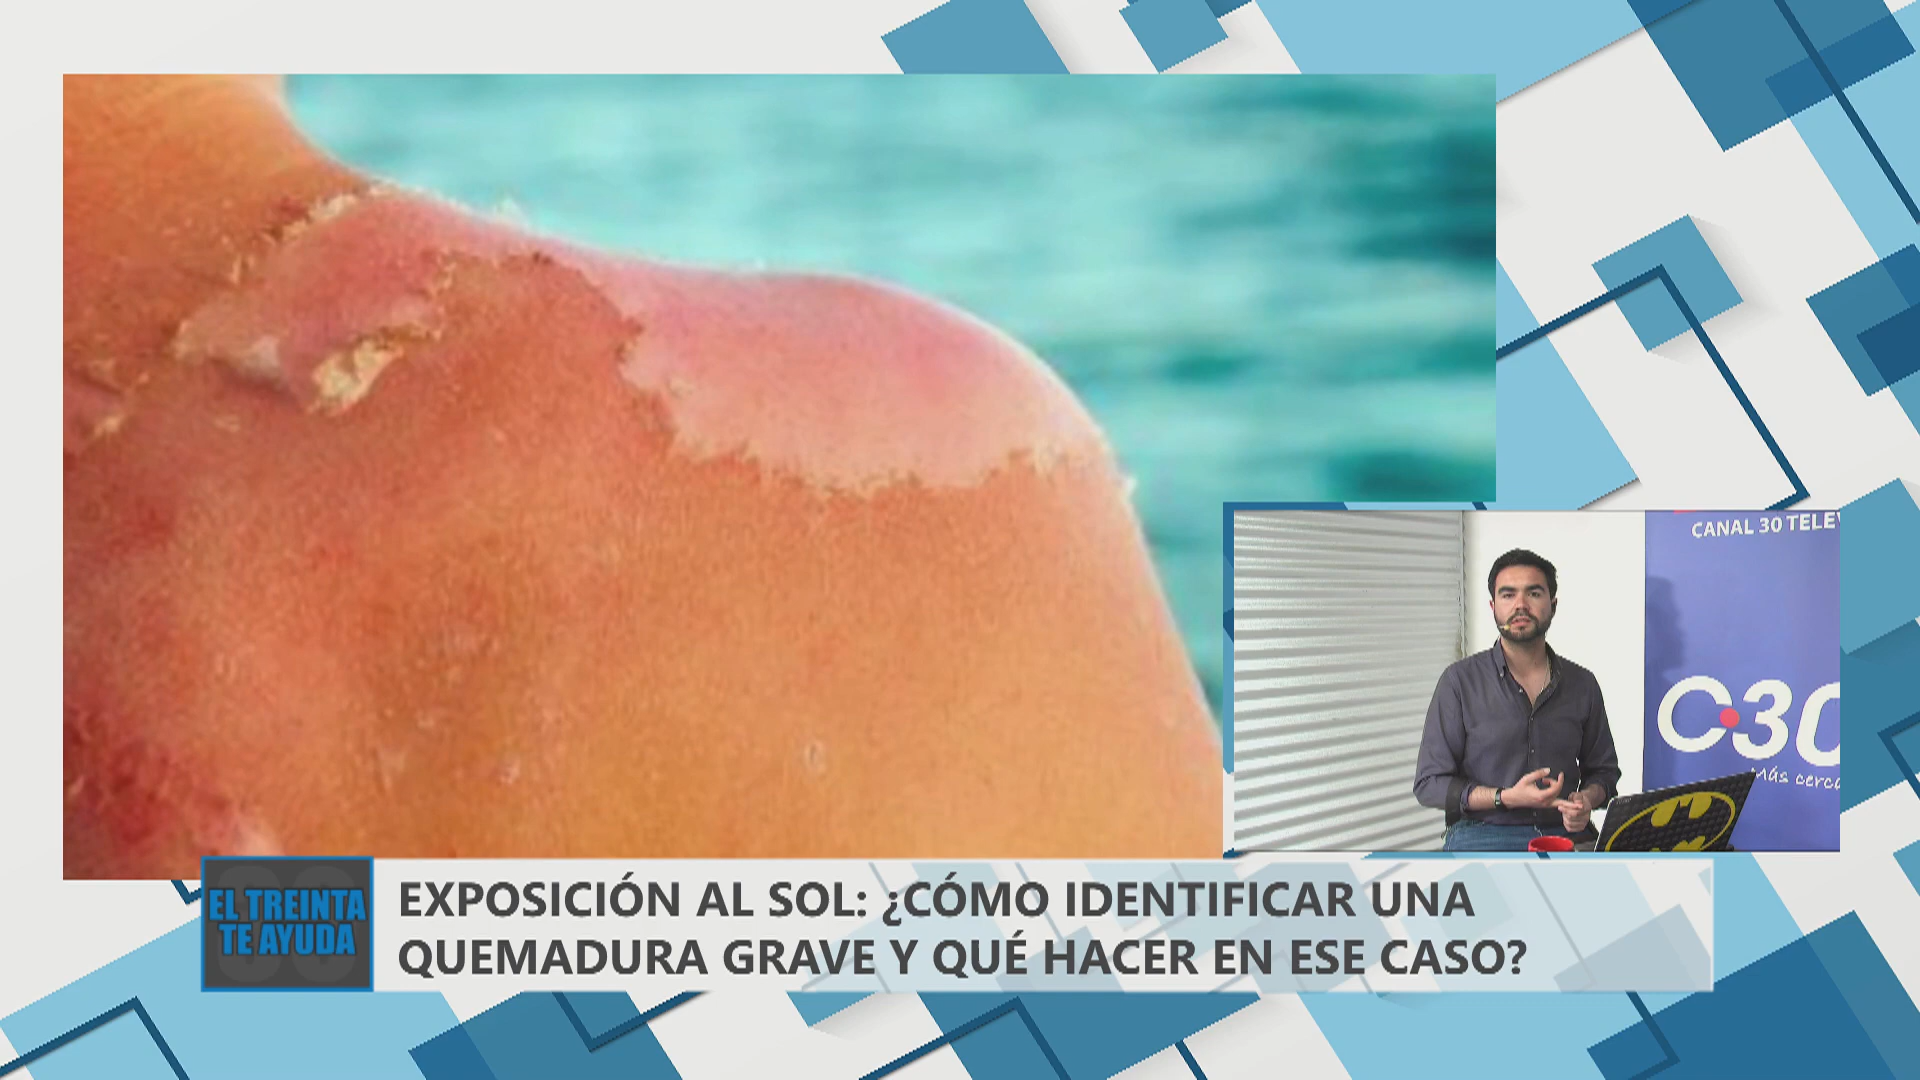 CANAL 30 TELEV
C30
Más cerca
EL TREINTA
TE AYUDA
EXPOSICIÓN AL SOL: ¿CÓMO IDENTIFICAR UNA
QUEMADURA GRAVE Y QUÉ HACER EN ESE CASO?